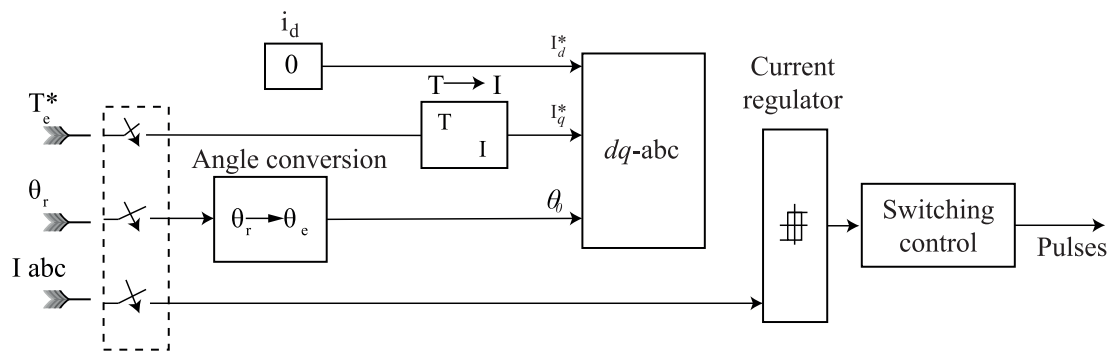 i_d
0
I*_d
T → I
T*_e
T
I
I*_q
Angle conversion
θ_r
θ_r → θ_e
θ_0
dq-abc
I abc
Current
regulator
Switching
control
Pulses